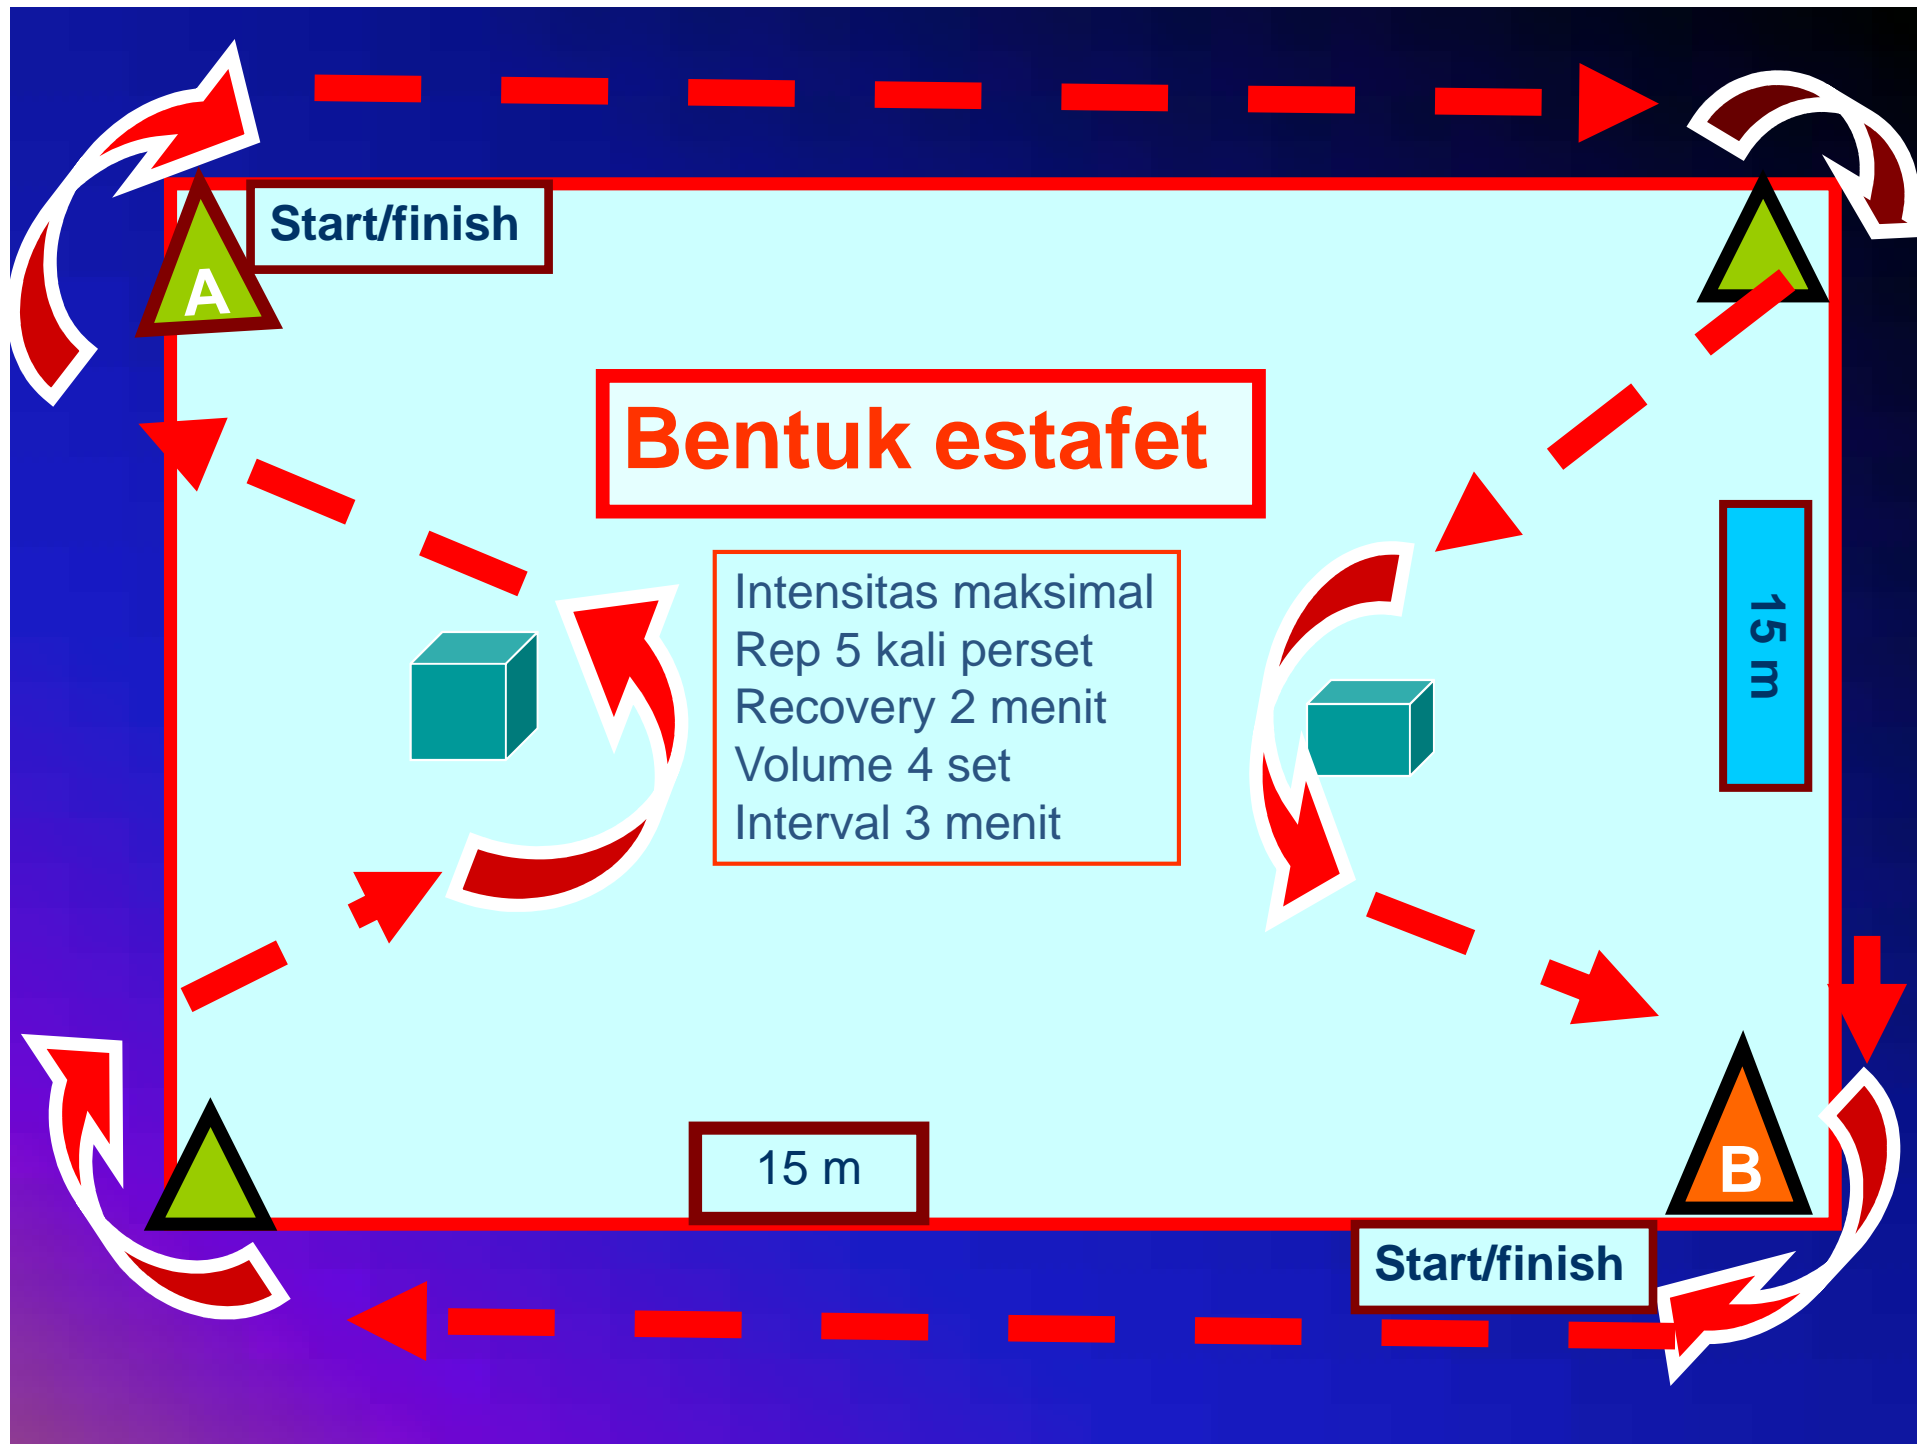 Start/finish
A
Bentuk estafet
Intensitas maksimal
Rep 5 kali perset
Recovery 2 menit
Volume 4 set
Interval 3 menit
15 m
15 m
B
Start/finish